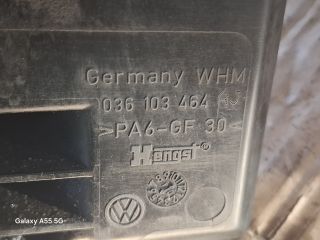 Germany WHM
036 103 464
>PA6-GF 30<
Hengst®
Galaxy A55 5G